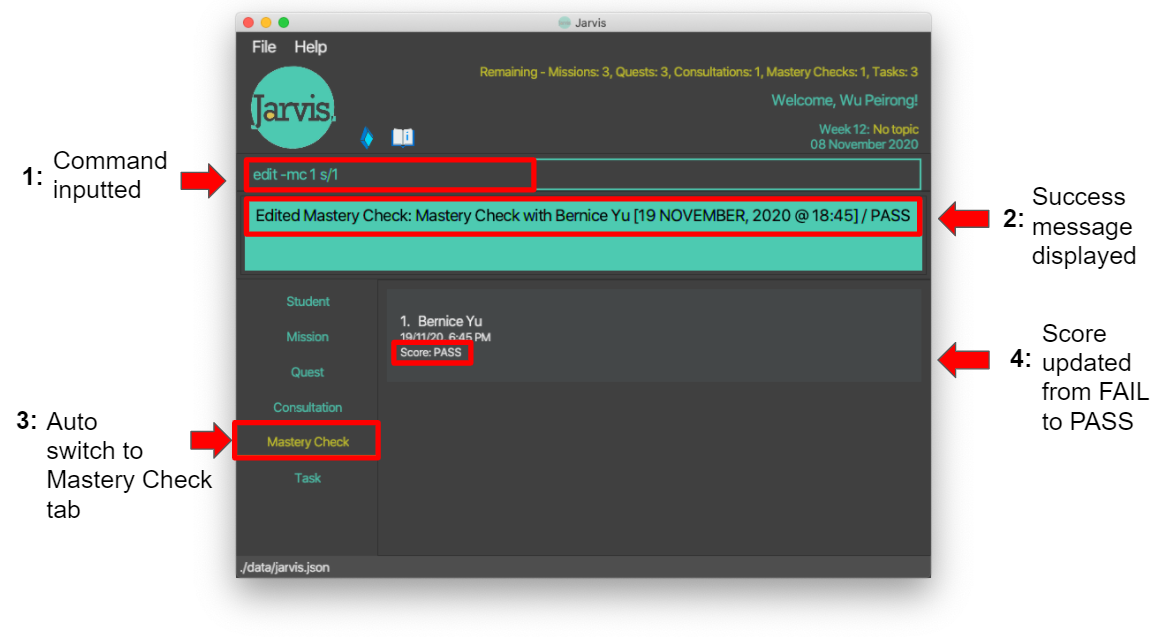 Jarvis
File Help
Remaining - Missions: 3, Quests: 3, Consultations: 1, Mastery Checks: 1, Tasks: 3
Jarvis.
Welcome, Wu Peirong!
Week 12: No topic
08 November 2020
1: Command
inputted
edit -mc 1 s/1
Edited Mastery Check: Mastery Check with Bernice Yu [19 NOVEMBER, 2020 @ 18:45] / PASS
2: Success
message
displayed
Student
Mission
Quest
Consultation
Mastery Check
Task
1. Bernice Yu
19/11/20, 6:45 PM
Score: PASS
4: Score
updated
from FAIL
to PASS
3: Auto
switch to
Mastery Check
tab
./data/jarvis.json